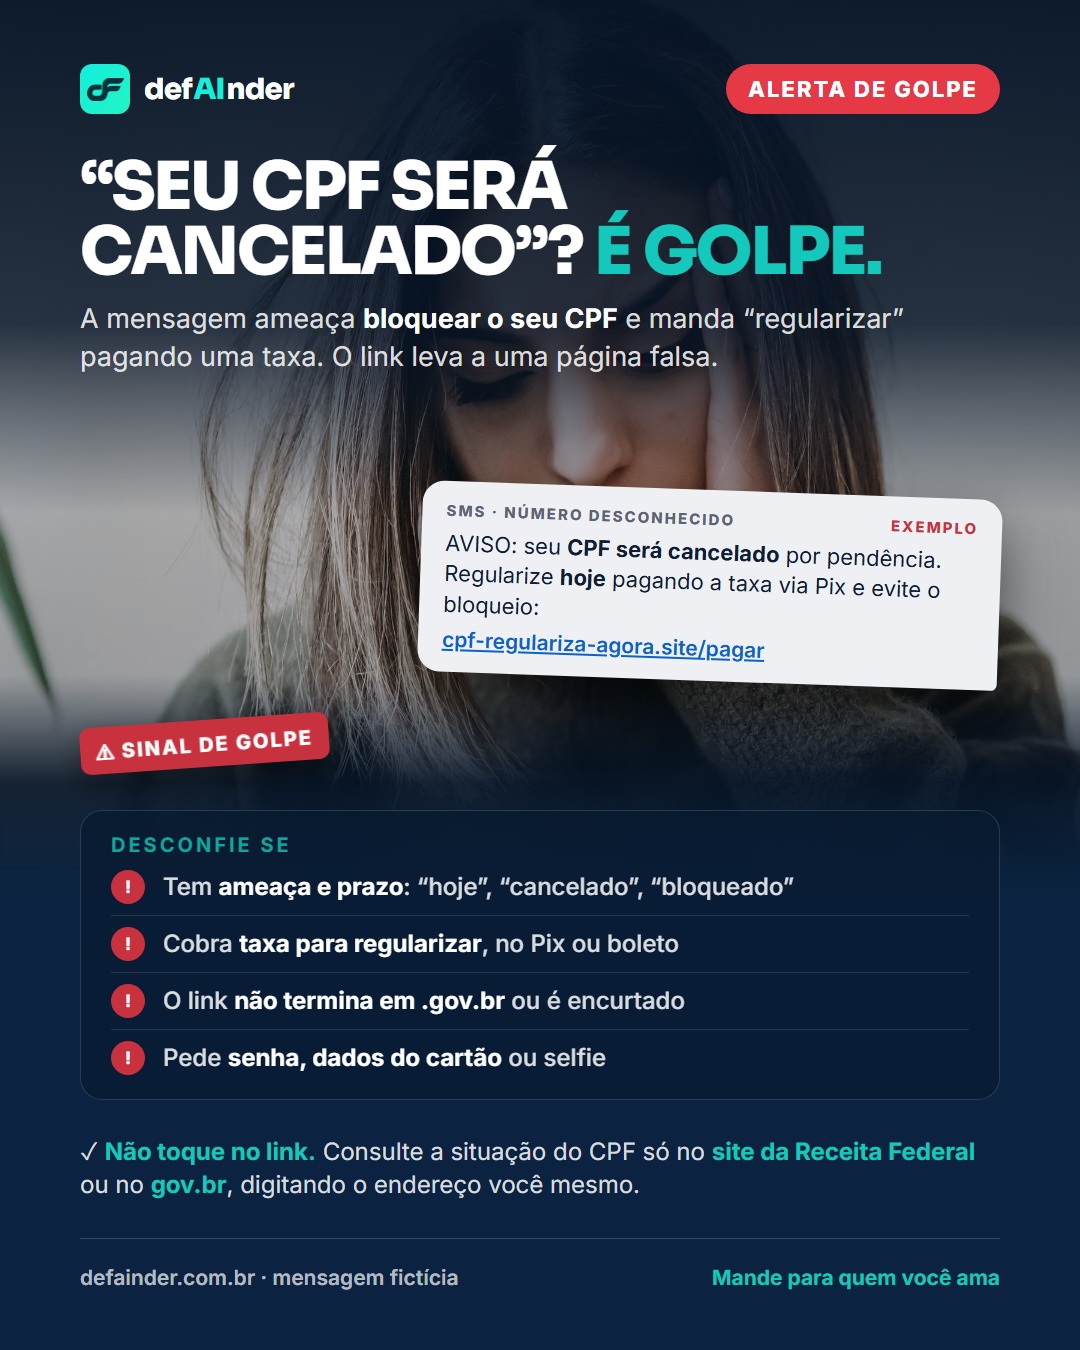 defAInder
ALERTA DE GOLPE
“SEU CPF SERÁ
CANCELADO”? É GOLPE.
A mensagem ameaça bloquear o seu CPF e manda “regularizar”
pagando uma taxa. O link leva a uma página falsa.
SMS · NÚMERO DESCONHECIDO
EXEMPLO
AVISO: seu CPF será cancelado por pendência.
Regularize hoje pagando a taxa via Pix e evite o
bloqueio:
cpf-regulariza-agora.site/pagar
⚠ SINAL DE GOLPE
DESCONFIE SE
! Tem ameaça e prazo: “hoje”, “cancelado”, “bloqueado”
! Cobra taxa para regularizar, no Pix ou boleto
! O link não termina em .gov.br ou é encurtado
! Pede senha, dados do cartão ou selfie
✓ Não toque no link. Consulte a situação do CPF só no site da Receita Federal
ou no gov.br, digitando o endereço você mesmo.
defainder.com.br · mensagem fictícia
Mande para quem você ama